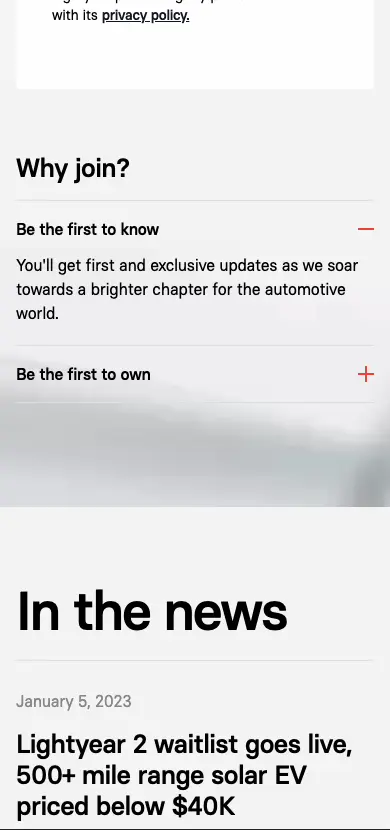 with its privacy policy.
Why join?
Be the first to know
You'll get first and exclusive updates as we soar
towards a brighter chapter for the automotive
world.
Be the first to own
In the news
January 5, 2023
Lightyear 2 waitlist goes live,
500+ mile range solar EV
priced below $40K